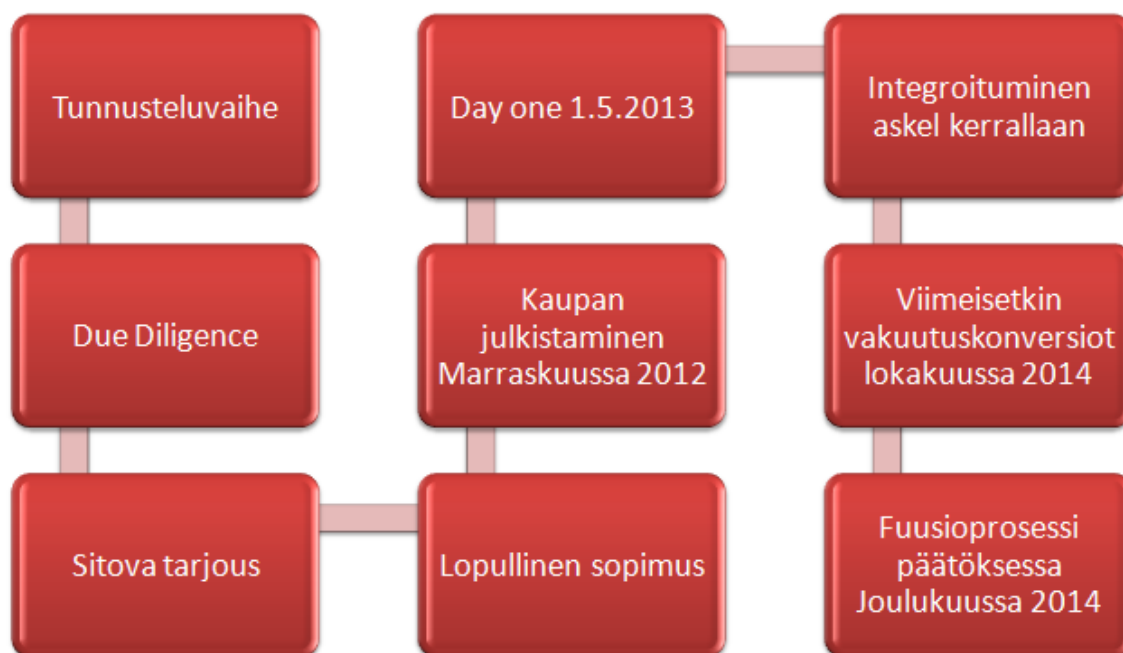 Tunnusteluvaihe
Due Diligence
Sitova tarjous
Lopullinen sopimus
Kaupan
julkistaminen
Marraskuussa 2012
Day one 1.5.2013
Integroituminen
askel kerrallaan
Viimeisetkin
vakuutuskonversiot
lokakuussa 2014
Fuusioprosessi
päätöksessa
Joulukuussa 2014